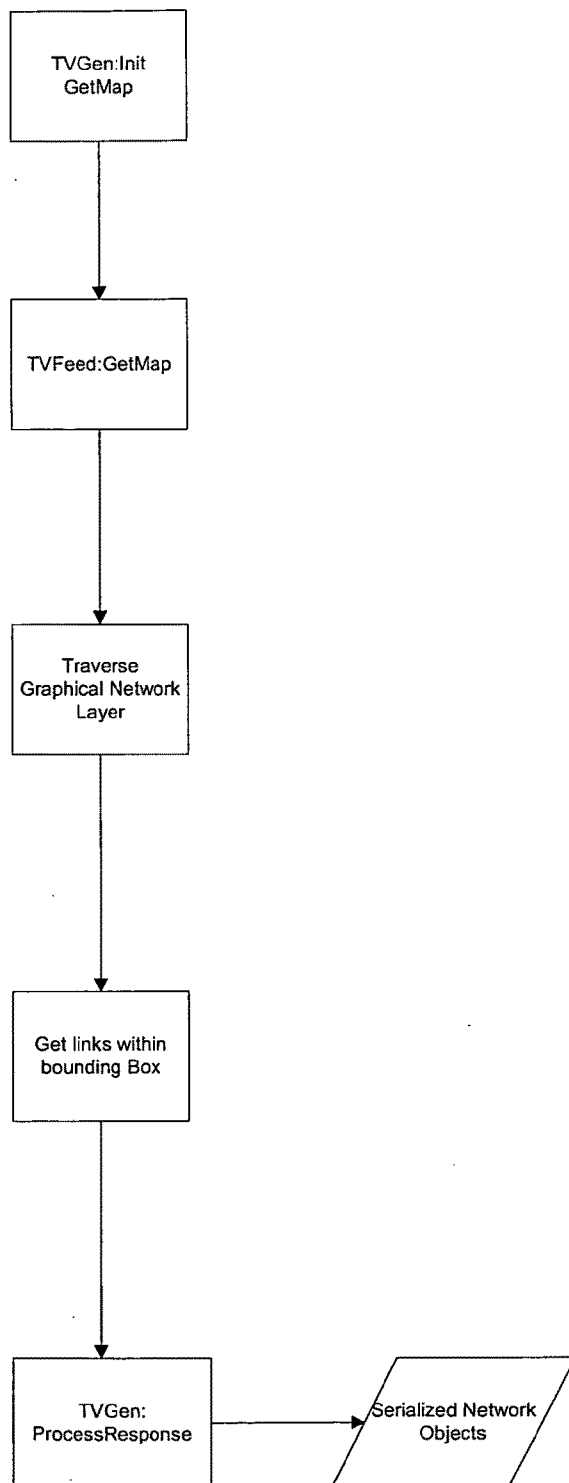 TVGen:Init
GetMap
TVFeed:GetMap
Traverse
Graphical Network
Layer
Get links within
bounding Box
TVGen:
ProcessResponse
Serialized Network
Objects